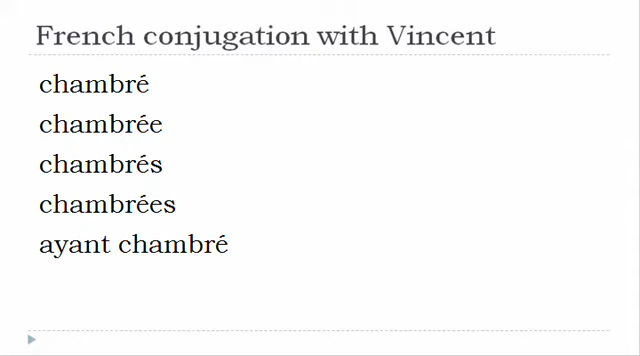 French conjugation with Vincent
chambré
chambrée
chambrés
chambrées
ayant chambré